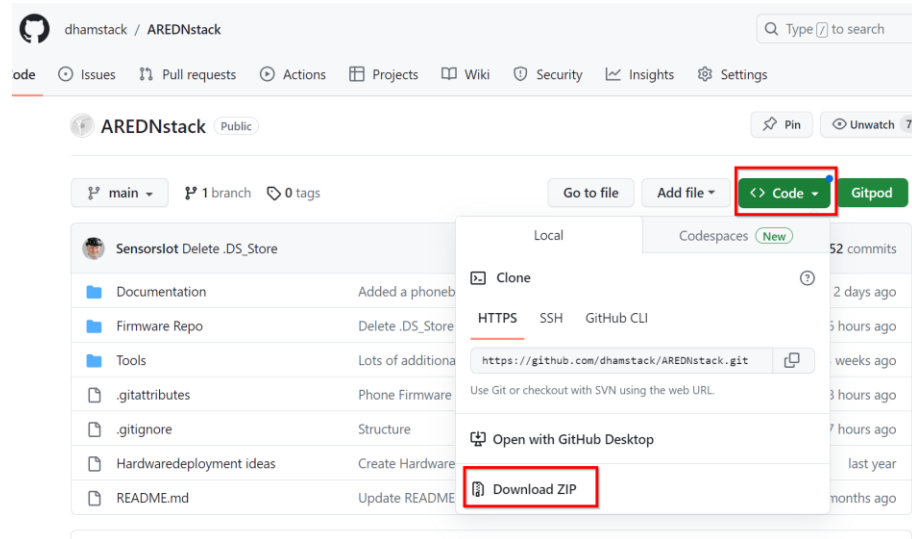 dhamstack / AREDNstack
Type / to search
ode Issues Pull requests Actions Projects Wiki Security Insights Settings
AREDNstack Public
Pin Unwatch 7
main 1 branch 0 tags
Go to file Add file <> Code Gitpod
Local Codespaces New
Sensorslot Delete .DS_Store
52 commits
Clone
Documentation Added a phoneb
2 days ago
HTTPS SSH GitHub CLI
Firmware Repo Delete .DS_Store
hours ago
https://github.com/dhamstack/AREDNstack.git
Tools Lots of additiona
weeks ago
Use Git or checkout with SVN using the web URL.
.gitattributes Phone Firmware
hours ago
.gitignore Structure
hours ago
Open with GitHub Desktop
Hardwaredeployment ideas Create Hardware
last year
Download ZIP
README.md Update README
months ago